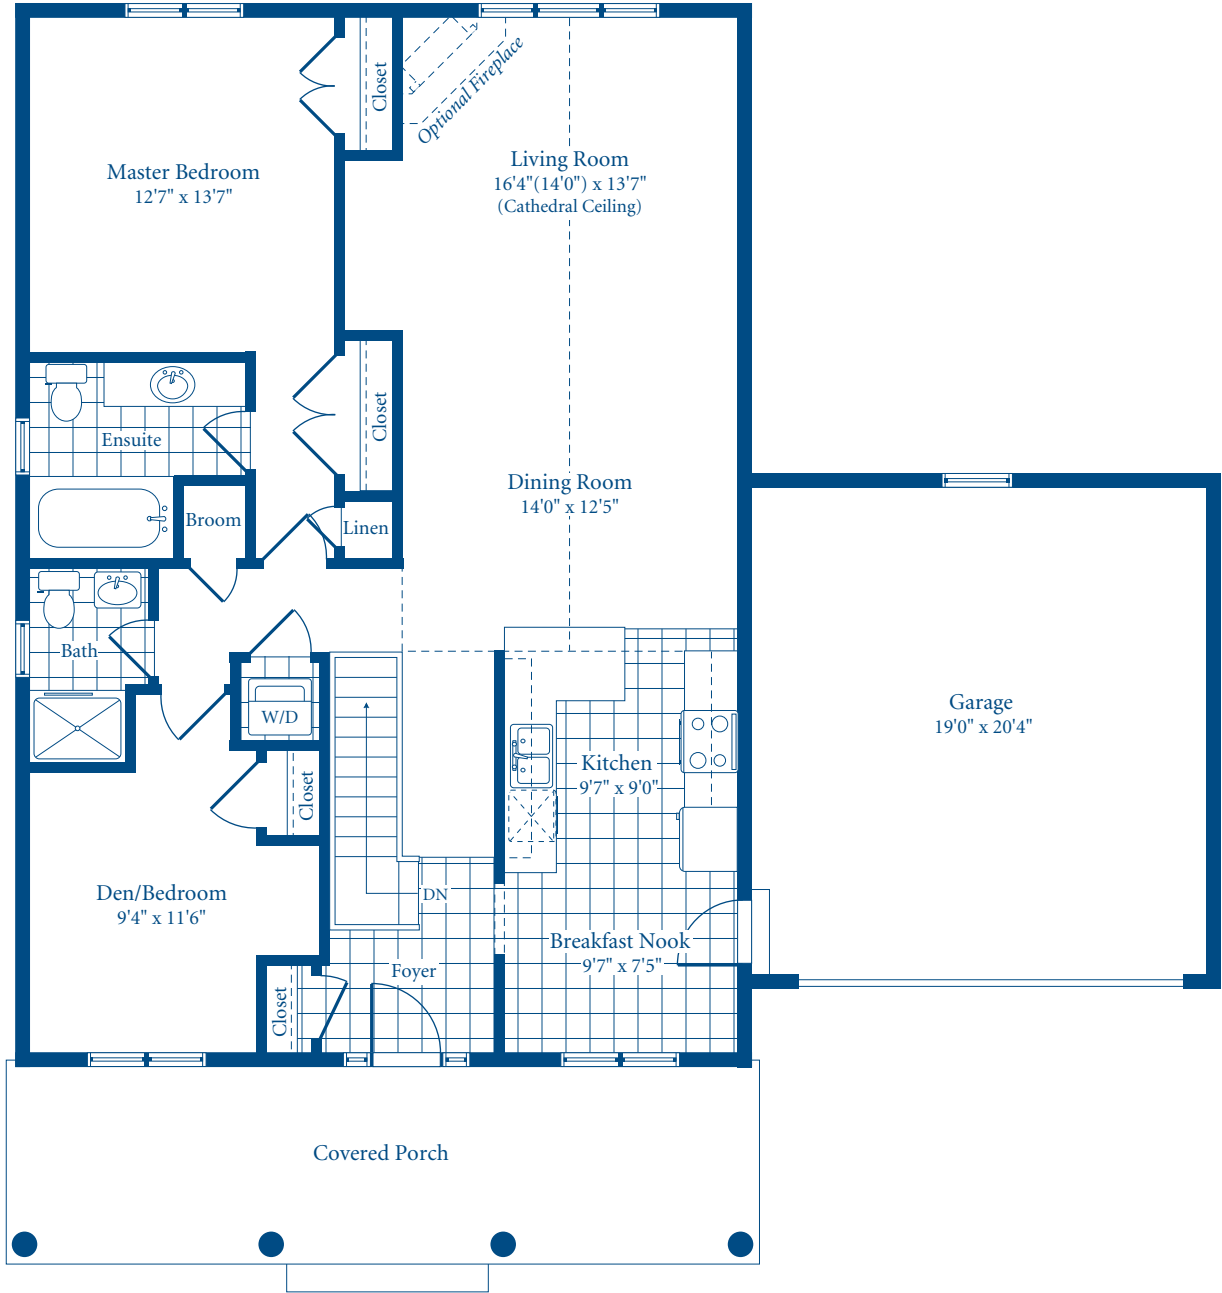 Closet
Optional Fireplace
Master Bedroom
12'7" x 13'7"
Living Room
16'4"(14'0") x 13'7"
(Cathedral Ceiling)
Closet
Ensuite
Dining Room
14'0" x 12'5"
Broom
Linen
Bath
W/D
Garage
19'0" x 20'4"
Kitchen
9'7" x 9'0"
Closet
Den/Bedroom
9'4" x 11'6"
DN
Breakfast Nook
9'7" x 7'5"
Foyer
Closet
Covered Porch